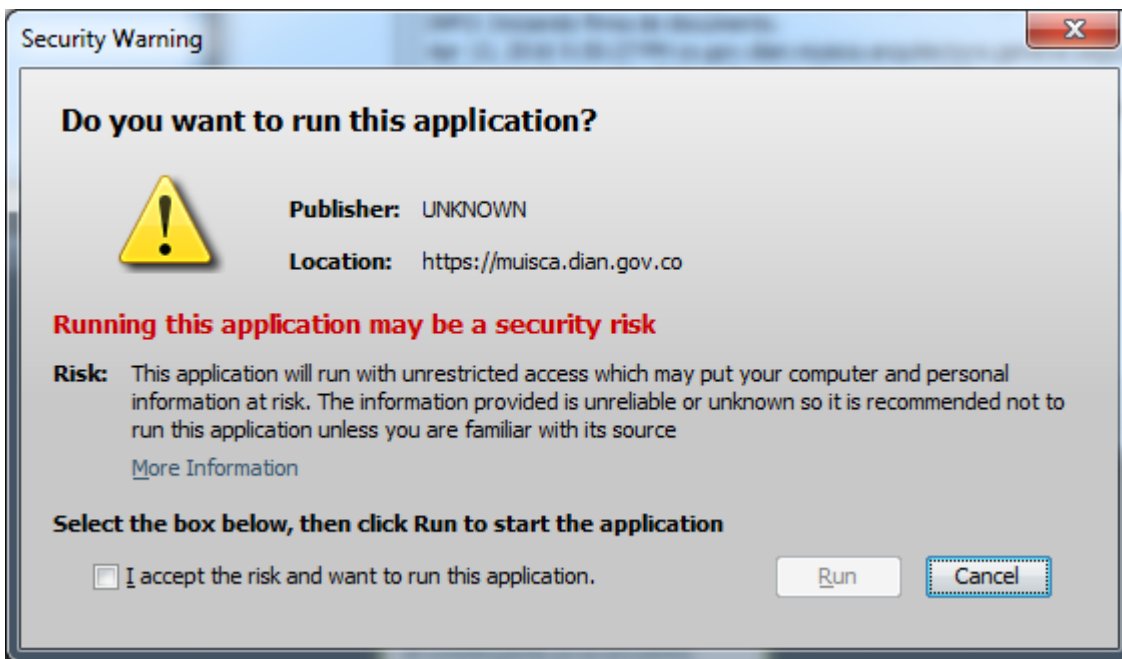 Security Warning
Do you want to run this application?
Publisher: UNKNOWN
Location: https://muisca.dian.gov.co
Running this application may be a security risk
Risk: This application will run with unrestricted access which may put your computer and personal
information at risk. The information provided is unreliable or unknown so it is recommended not to
run this application unless you are familiar with its source
More Information
Select the box below, then click Run to start the application
I accept the risk and want to run this application.
Run
Cancel